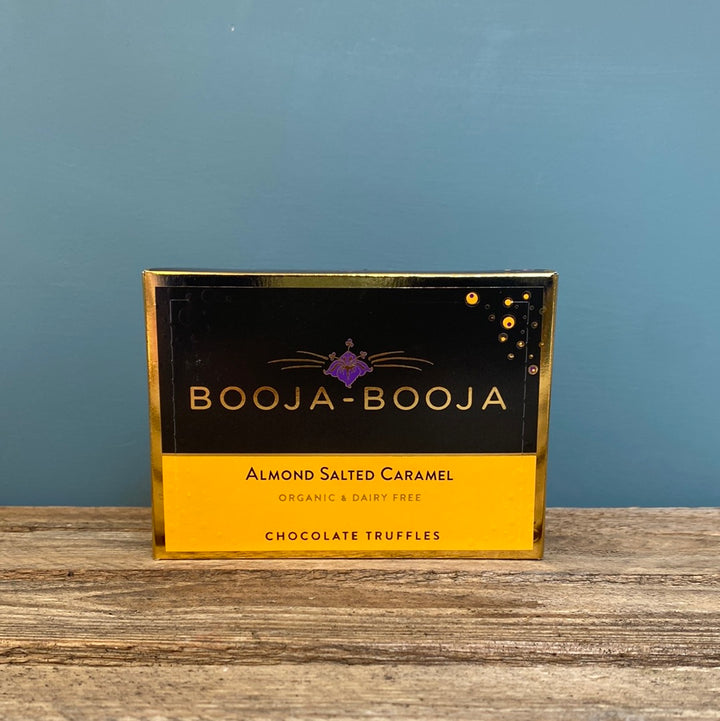 BOOJA-BOOJA
ALMOND SALTED CARAMEL
ORGANIC & DAIRY FREE
CHOCOLATE TRUFFLES